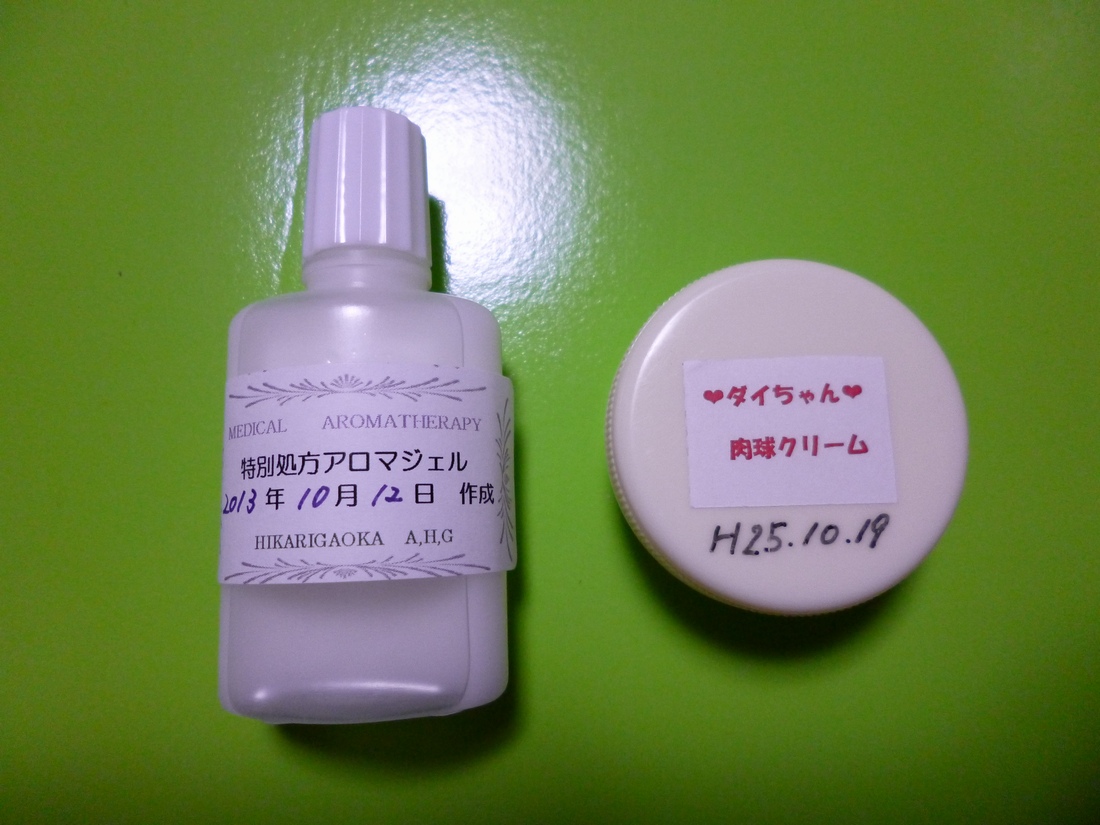 MEDICAL AROMATHERAPY
特別処方アロマジェル
2013年10月12日 作成
HIKARIGAOKA A,H,G
❤ダイちゃん❤
肉球クリーム
H25.10.19